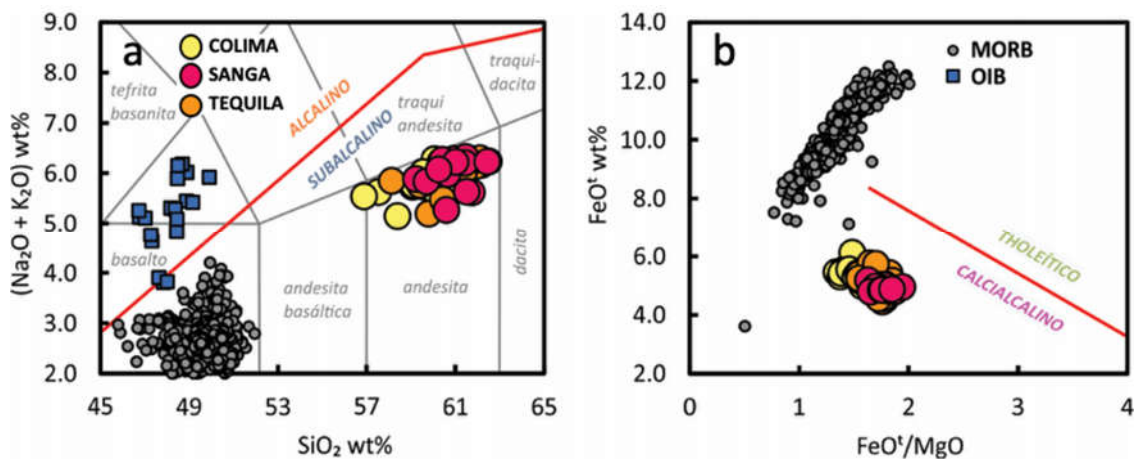 a
COLIMA
SANGA
TEQUILA
9.0
8.0
7.0
6.0
5.0
4.0
3.0
2.0
(Na₂O + K₂O) wt%
tefrita
basanita
ALCALINO
SUBALCALINO
traqui
andesita
traqui-
dacita
basalto
andesita
basáltica
andesita
dacita
45
49
53
57
61
65
SiO₂ wt%
b
MORB
OIB
14.0
12.0
10.0
8.0
6.0
4.0
2.0
FeOᵗ wt%
THOLEÍTICO
CALCIALCALINO
0
1
2
3
4
FeOᵗ/MgO